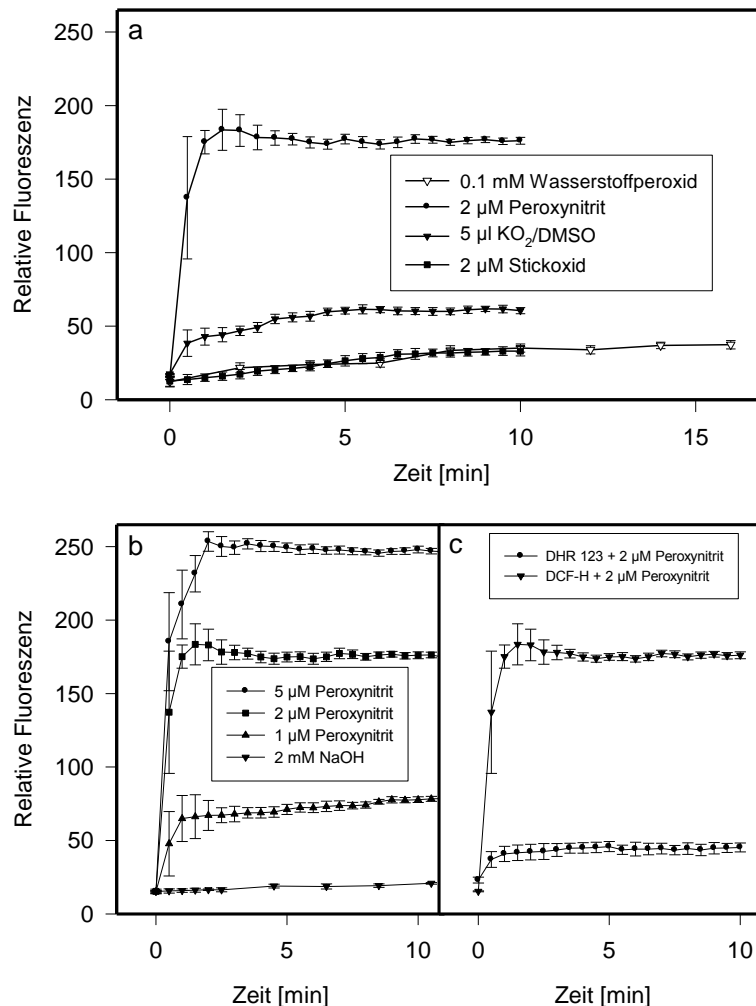 a
250
200
150
100
50
0
Relative Fluoreszenz
0.1 mM Wasserstoffperoxid
2 µM Peroxynitrit
5 µl KO2/DMSO
2 µM Stickoxid
0 5 10 15
Zeit [min]
b
250
200
150
100
50
0
Relative Fluoreszenz
5 µM Peroxynitrit
2 µM Peroxynitrit
1 µM Peroxynitrit
2 mM NaOH
0 5 10
Zeit [min]
c
DHR 123 + 2 µM Peroxynitrit
DCF-H + 2 µM Peroxynitrit
0 5 10
Zeit [min]